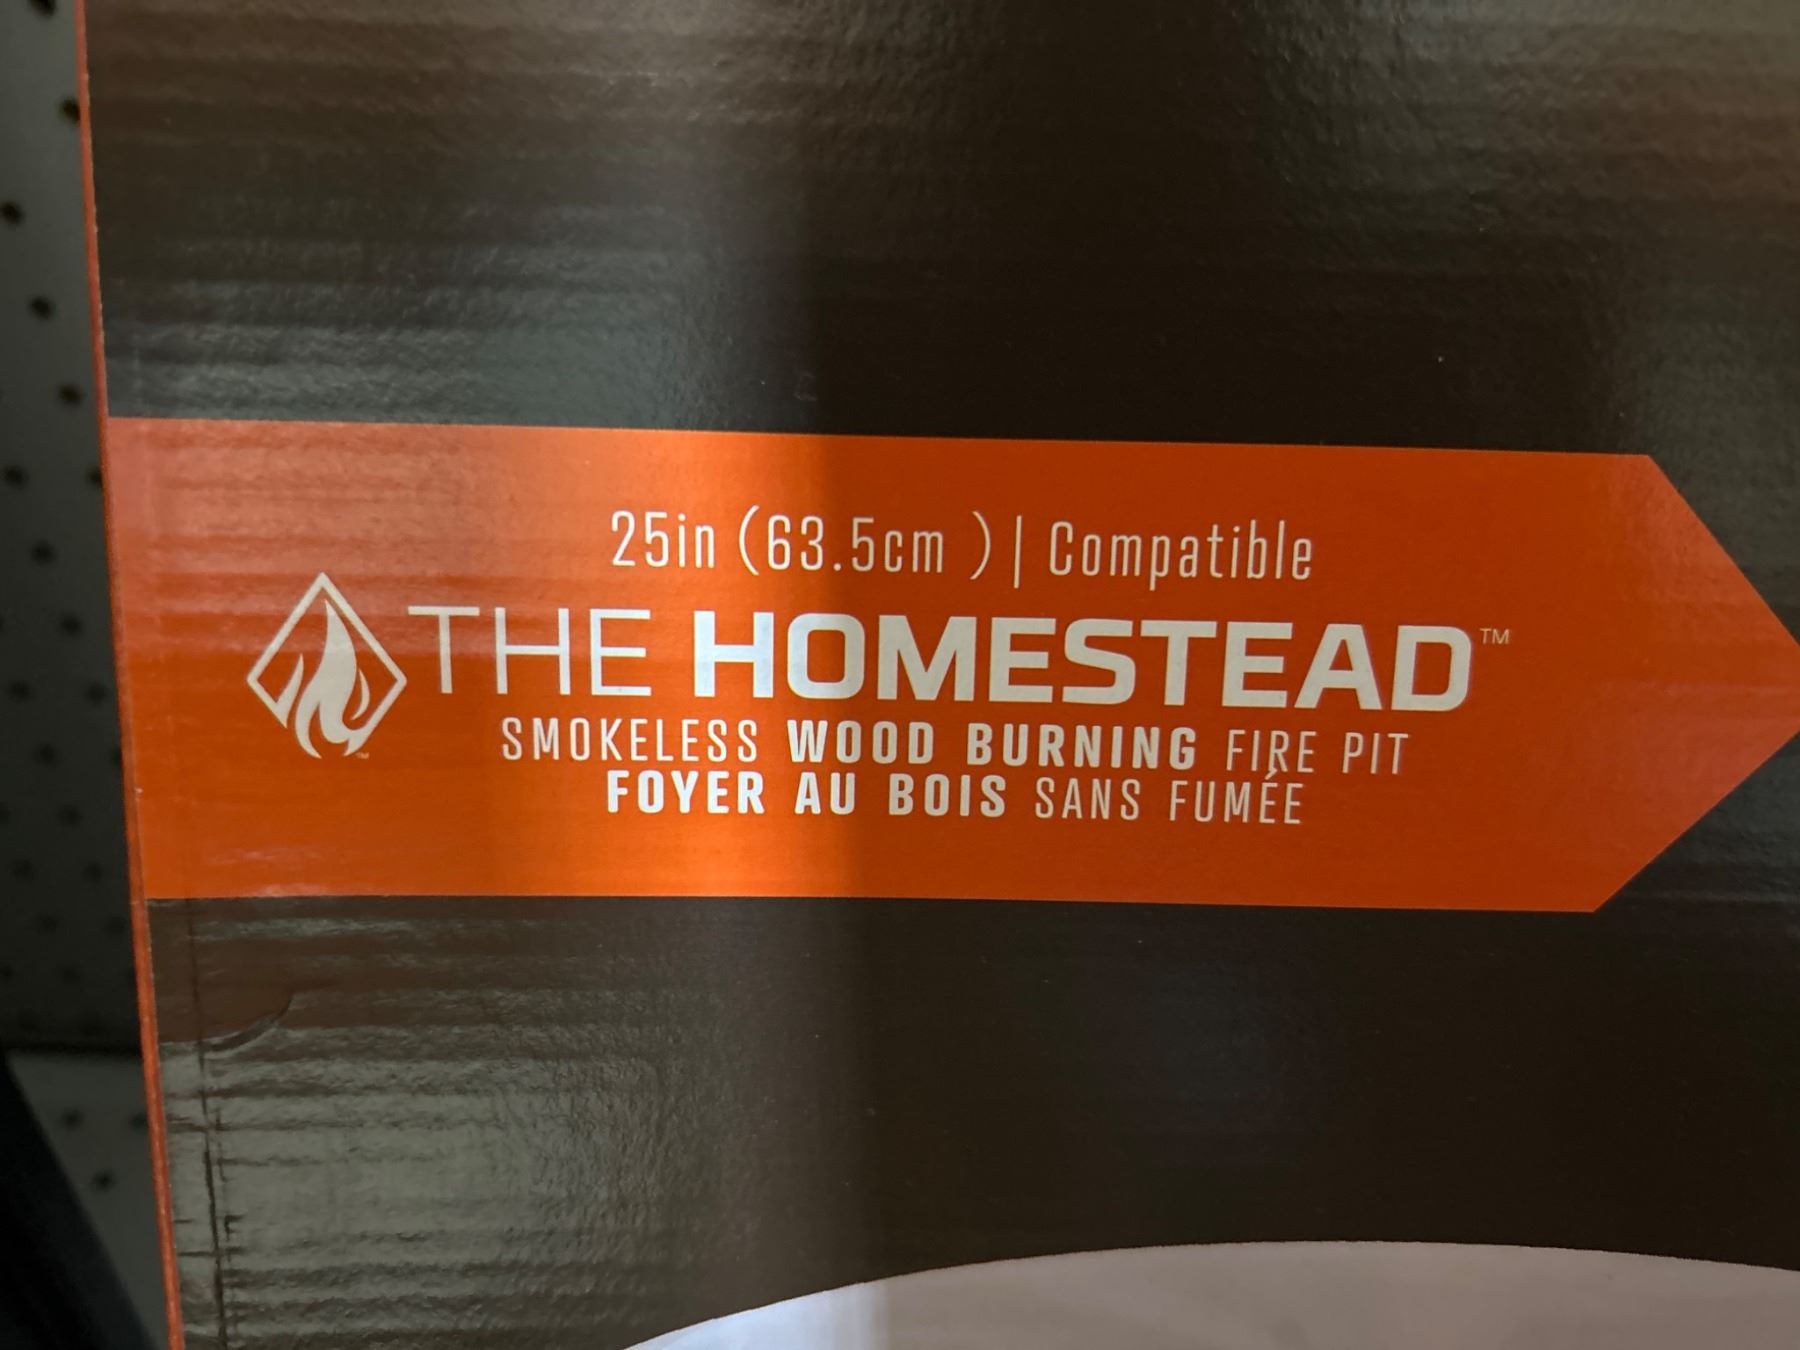 25in (63.5cm ) | Compatible
THE HOMESTEAD™
SMOKELESS WOOD BURNING FIRE PIT
FOYER AU BOIS SANS FUMÉE